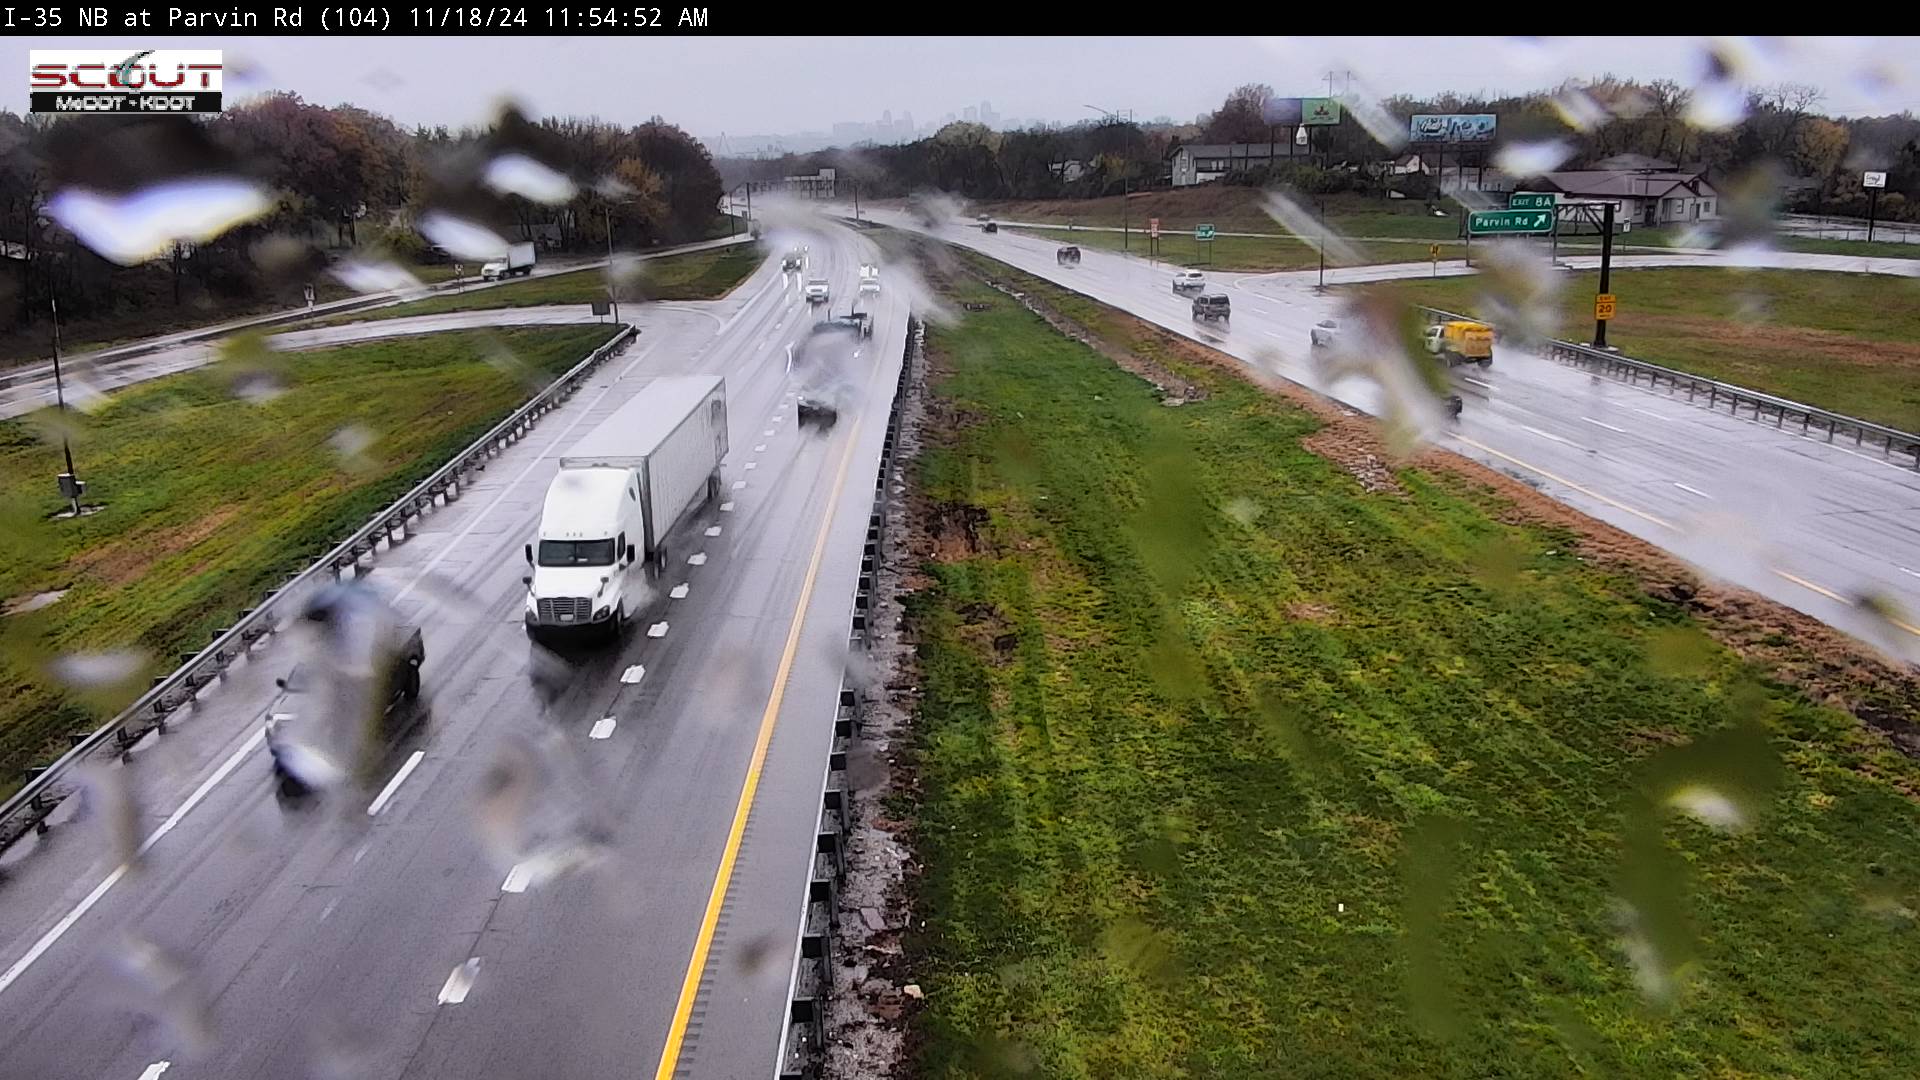 I-35 NB at Parvin Rd (104) 11/18/24 11:54:52 AM
SCOUT
MoDOT - KDOT
EXIT 8A
Parvin Rd
EXIT
20